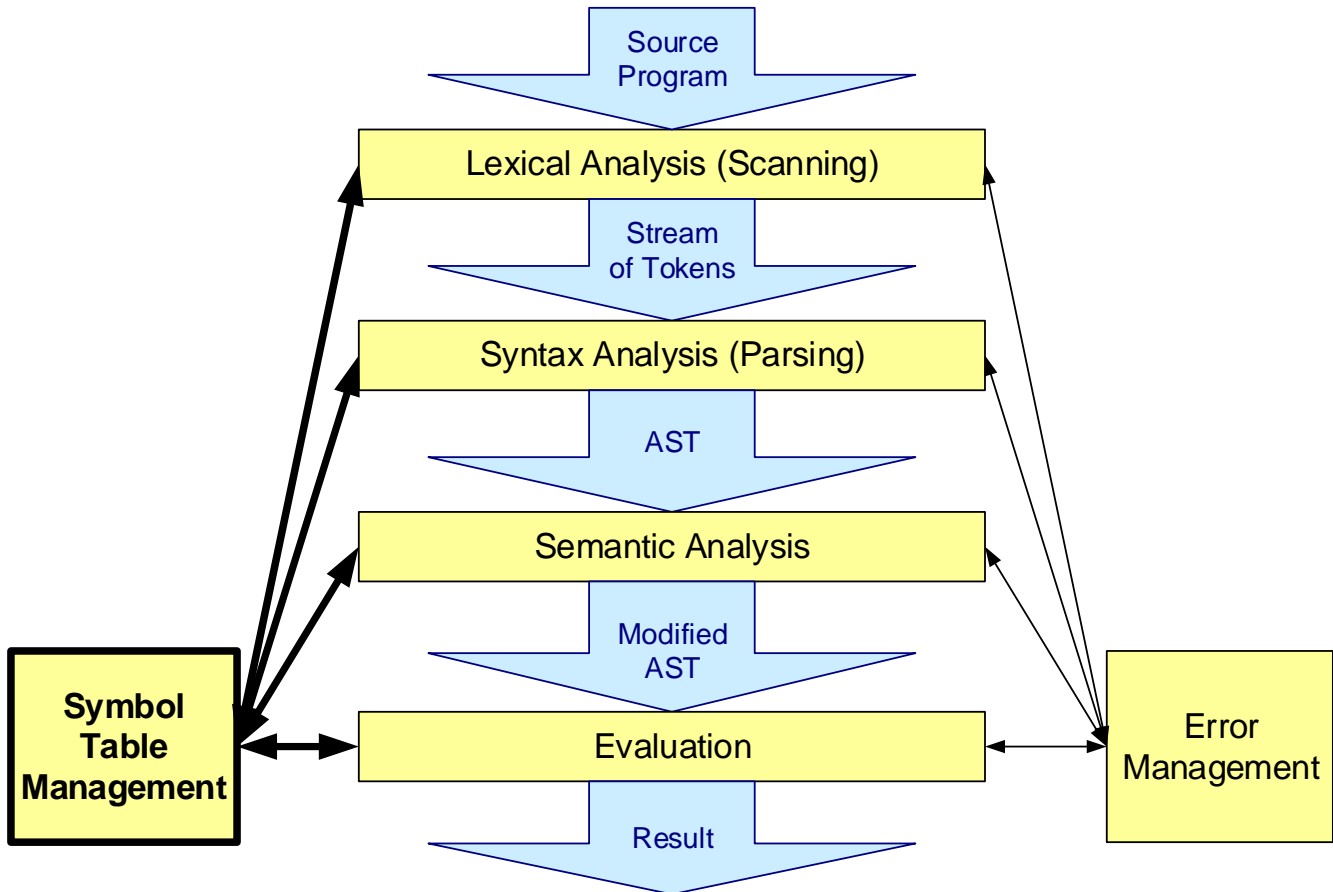 Source
Program
Lexical Analysis (Scanning)
Stream
of Tokens
Syntax Analysis (Parsing)
AST
Semantic Analysis
Modified
AST
Symbol
Table
Management
Evaluation
Error
Management
Result